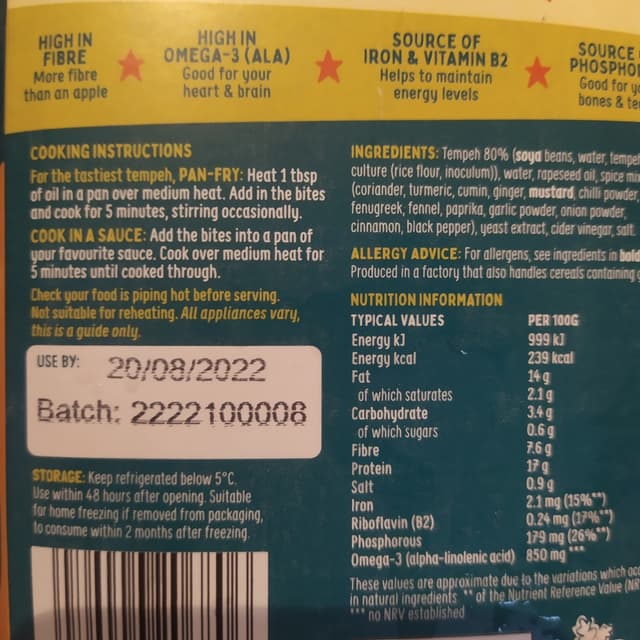 HIGH IN
FIBRE
More fibre
than an apple
HIGH IN
OMEGA-3 (ALA)
Good for your
heart & brain
SOURCE OF
IRON & VITAMIN B2
Helps to maintain
energy levels
SOURCE
Good for
bones &
COOKING INSTRUCTIONS
For the tastiest tempeh, PAN-FRY: Heat 1 tbsp
of oil in a pan over medium heat. Add in the bites
and cook for 5 minutes, stirring occasionally.
COOK IN A SAUCE: Add the bites into a pan of
your favourite sauce. Cook over medium heat for
5 minutes until cooked through.
Check your food is piping hot before serving.
Not suitable for reheating. All appliances vary,
this is a guide only.
USE BY: 20/08/2022
Batch: 2222100008
STORAGE: Keep refrigerated below 5°C.
Use within 48 hours after opening. Suitable
for home freezing if removed from packaging,
to consume within 2 months after freezing.
INGREDIENTS: Tempeh 80% (soya beans, water, tempeh
culture (rice flour, inoculum)), water, rapeseed oil, spice mix
(coriander, turmeric, cumin, ginger, mustard, chilli powder,
fenugreek, fennel, paprika, garlic powder, onion powder,
cinnamon, black pepper), yeast extract, cider vinegar, salt.
ALLERGY ADVICE: For allergens, see ingredients in bold
Produced in a factory that also handles cereals containing
NUTRITION INFORMATION
TYPICAL VALUES PER 100G
Energy kJ 999 kJ
Energy kcal 239 kcal
Fat 14 g
of which saturates 2.1 g
Carbohydrate 3.4 g
of which sugars 0.6 g
Fibre 7.6 g
Protein 17 g
Salt 0.9 g
Iron 2.1 mg (15%**)
Riboflavin (B2) 0.24 mg (17%**)
Phosphorous 179 mg (26%**)
Omega-3 (alpha-linolenic acid) 850 mg***
These values are approximate due to the variations which
in natural ingredients ** of the Nutrient Reference Value
*** no NRV established